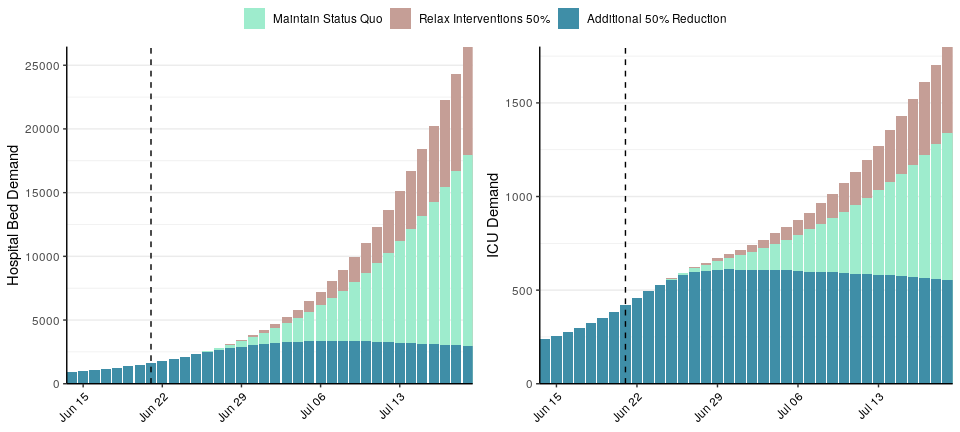 Maintain Status Quo
Relax Interventions 50%
Additional 50% Reduction
Hospital Bed Demand
25000
20000
15000
10000
5000
0
Jun 15
Jun 22
Jun 29
Jul 06
Jul 13
ICU Demand
1500
1000
500
0
Jun 15
Jun 22
Jun 29
Jul 06
Jul 13